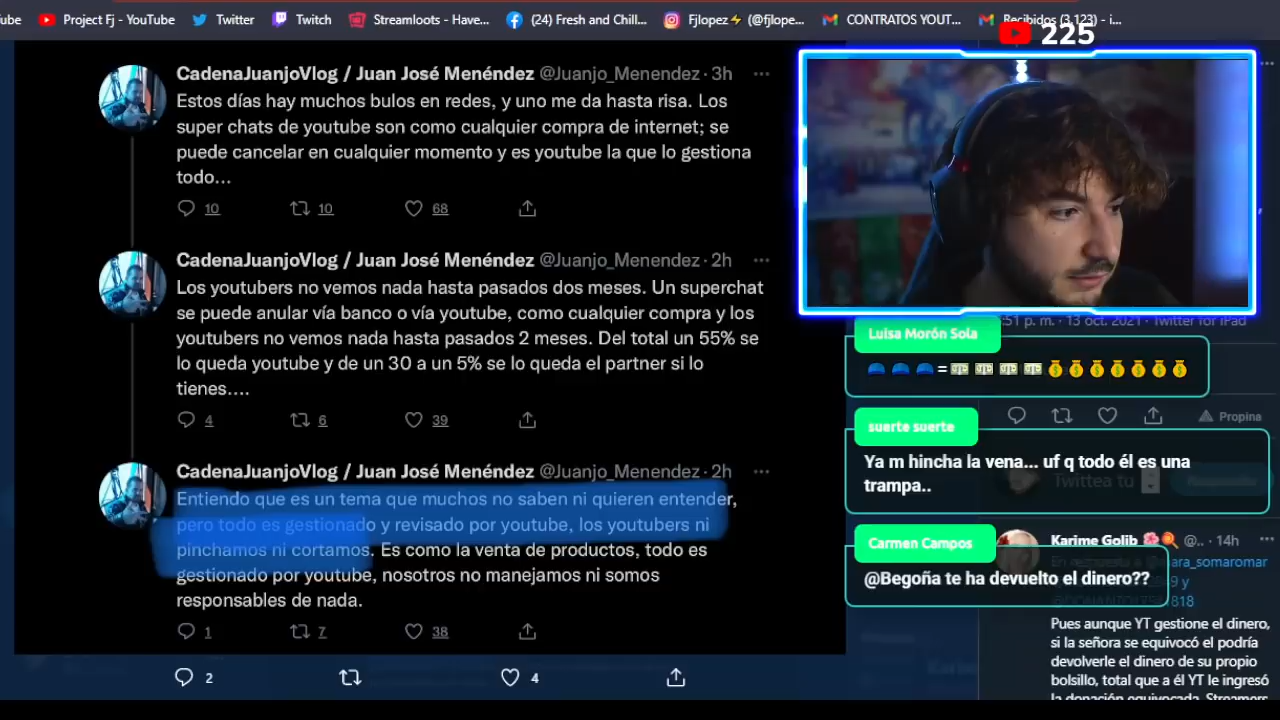 ube
Project Fj - YouTube
Twitter
Twitch
Streamloots - Have...
(24) Fresh and Chill...
Fjlopez⚡ (@fjlope...
CONTRATOS YOUT...
Recibidos (3.123) - i...
225
CadenaJuanjoVlog / Juan José Menéndez @Juanjo_Menendez · 3h
Estos días hay muchos bulos en redes, y uno me da hasta risa. Los
super chats de youtube son como cualquier compra de internet; se
puede cancelar en cualquier momento y es youtube la que lo gestiona
todo...
10 10 68
CadenaJuanjoVlog / Juan José Menéndez @Juanjo_Menendez · 2h
Los youtubers no vemos nada hasta pasados dos meses. Un superchat
se puede anular vía banco o vía youtube, como cualquier compra y los
youtubers no vemos nada hasta pasados 2 meses. Del total un 55% se
lo queda youtube y de un 30 a un 5% se lo queda el partner si lo
tienes....
4 6 39
CadenaJuanjoVlog / Juan José Menéndez @Juanjo_Menendez · 2h
Entiendo que es un tema que muchos no saben ni quieren entender,
pero todo es gestionado y revisado por youtube, los youtubers ni
pinchamos ni cortamos. Es como la venta de productos, todo es
gestionado por youtube, nosotros no manejamos ni somos
responsables de nada.
1 7 38
2 4
51 p. m. · 13 oct. 2021 · Twitter for iPad
Luisa Morón Sola
🧢🧢🧢=💵💵💵💵💰💰💰💰💰💰💰
Propina
suerte suerte
Ya m hincha la vena... uf q todo él es una
trampa..
Twittea tu
Karime Golib 🌸 @.. · 14h
Carmen Campos
@Begoña te ha devuelto el dinero??
ara_somaromar
9 y
818
Pues aunque YT gestione el dinero,
si la señora se equivocó el podría
devolverle el dinero de su propio
bolsillo, total que a él YT le ingresó
la donación equivocada. Streamers